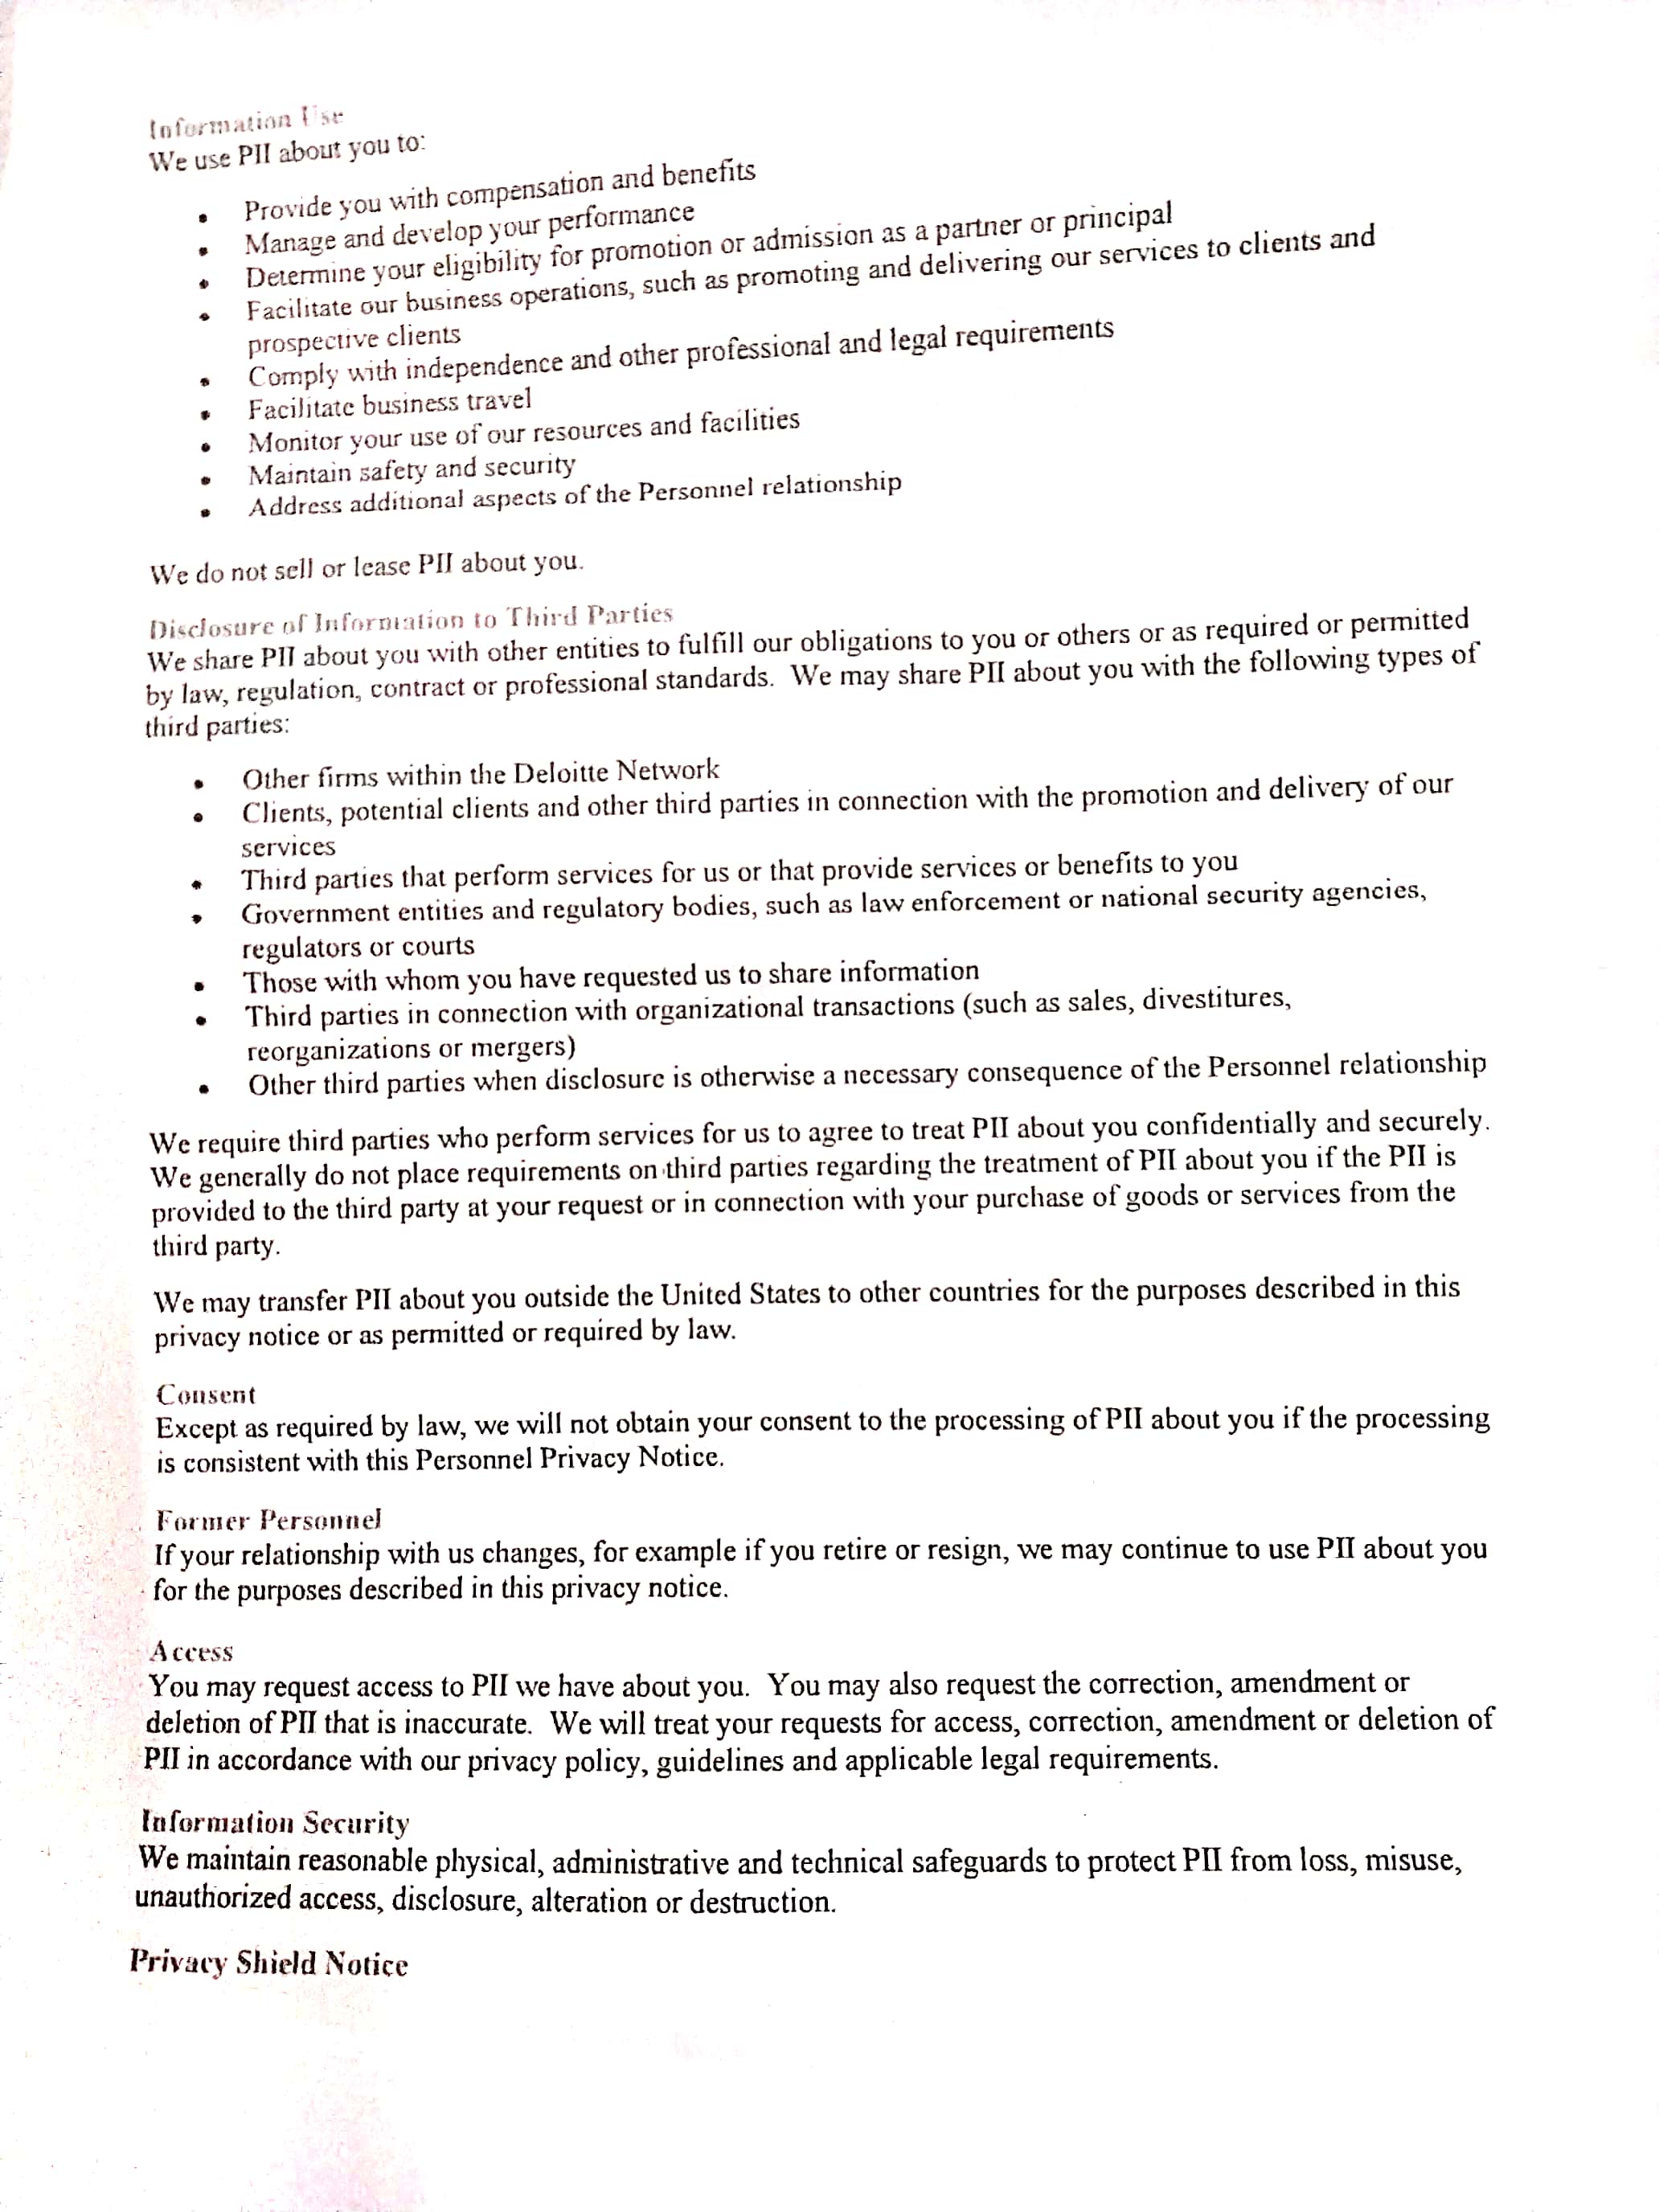 Information Use
We use PII about you to:
• Provide you with compensation and benefits
• Manage and develop your performance
• Determine your eligibility for promotion or admission as a partner or principal
• Facilitate our business operations, such as promoting and delivering our services to clients and
prospective clients
• Comply with independence and other professional and legal requirements
• Facilitate business travel
• Monitor your use of our resources and facilities
• Maintain safety and security
• Address additional aspects of the Personnel relationship
We do not sell or lease PII about you.
Disclosure of Information to Third Parties
We share PII about you with other entities to fulfill our obligations to you or others or as required or permitted
by law, regulation, contract or professional standards. We may share PII about you with the following types of
third parties:
• Other firms within the Deloitte Network
• Clients, potential clients and other third parties in connection with the promotion and delivery of our
services
• Third parties that perform services for us or that provide services or benefits to you
• Government entities and regulatory bodies, such as law enforcement or national security agencies,
regulators or courts
• Those with whom you have requested us to share information
• Third parties in connection with organizational transactions (such as sales, divestitures,
reorganizations or mergers)
• Other third parties when disclosure is otherwise a necessary consequence of the Personnel relationship
We require third parties who perform services for us to agree to treat PII about you confidentially and securely.
We generally do not place requirements on third parties regarding the treatment of PII about you if the PII is
provided to the third party at your request or in connection with your purchase of goods or services from the
third party.
We may transfer PII about you outside the United States to other countries for the purposes described in this
privacy notice or as permitted or required by law.
Consent
Except as required by law, we will not obtain your consent to the processing of PII about you if the processing
is consistent with this Personnel Privacy Notice.
Former Personnel
If your relationship with us changes, for example if you retire or resign, we may continue to use PII about you
for the purposes described in this privacy notice.
Access
You may request access to PII we have about you. You may also request the correction, amendment or
deletion of PII that is inaccurate. We will treat your requests for access, correction, amendment or deletion of
PII in accordance with our privacy policy, guidelines and applicable legal requirements.
Information Security
We maintain reasonable physical, administrative and technical safeguards to protect PII from loss, misuse,
unauthorized access, disclosure, alteration or destruction.
Privacy Shield Notice